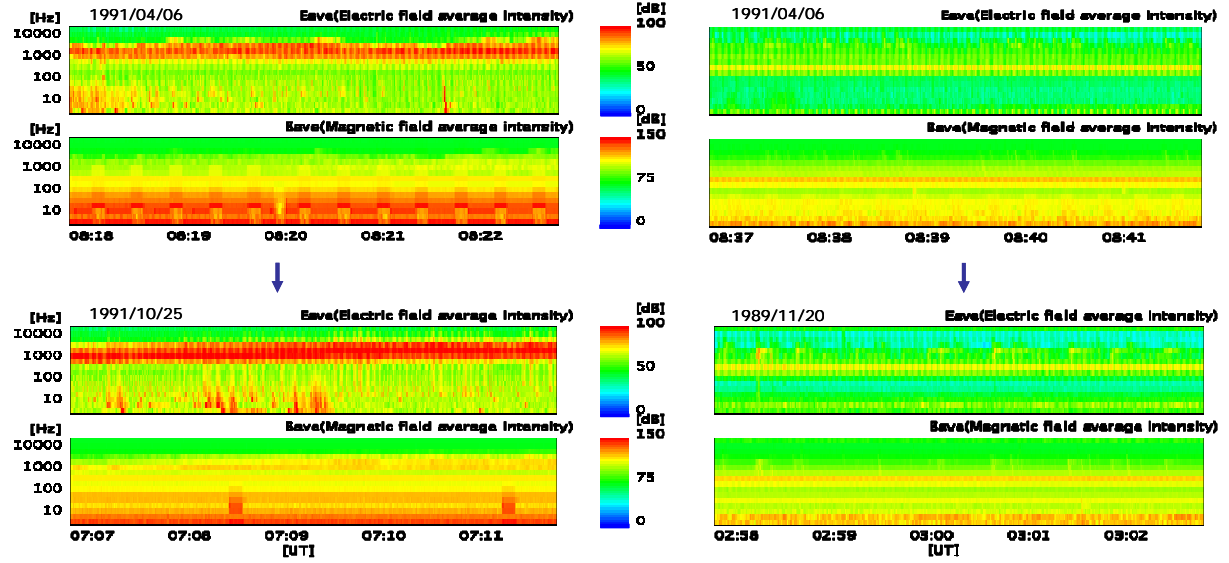 1991/04/06
Eave(Electric field average intensity)
[Hz]
10000
1000
100
10
[dB]
100
50
0
Bave(Magnetic field average intensity)
[Hz]
10000
1000
100
10
[dB]
150
75
0
08:18 08:19 08:20 08:21 08:22
1991/04/06
Eave(Electric field average intensity)
Bave(Magnetic field average intensity)
08:37 08:38 08:39 08:40 08:41
1991/10/25
Eave(Electric field average intensity)
[Hz]
10000
1000
100
10
[dB]
100
50
0
Bave(Magnetic field average intensity)
[Hz]
10000
1000
100
10
[dB]
150
75
0
07:07 07:08 07:09 07:10 07:11
[UT]
1989/11/20
Eave(Electric field average intensity)
Bave(Magnetic field average intensity)
02:58 02:59 03:00 03:01 03:02
[UT]